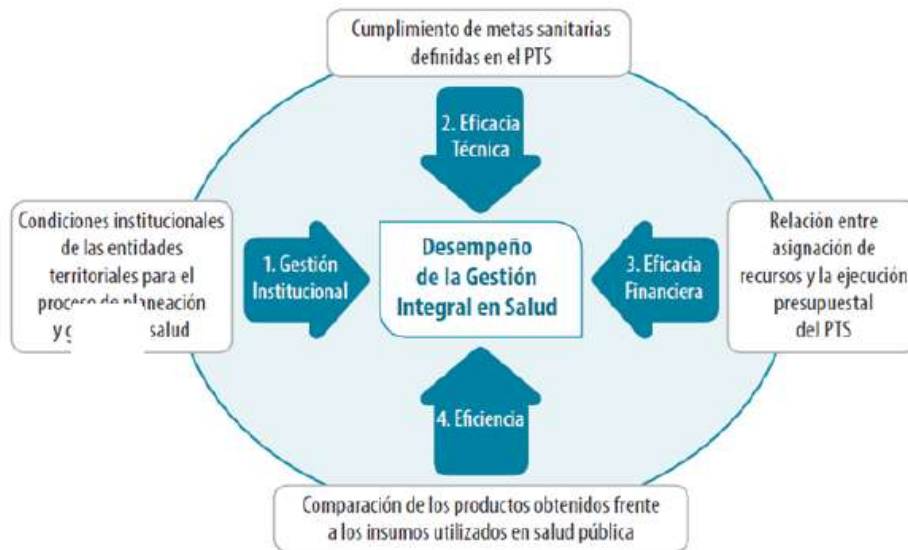 Cumplimiento de metas sanitarias
definidas en el PTS
2. Eficacia
Técnica
Condiciones institucionales
de las entidades
territoriales para el
proceso de planeación
y salud
1. Gestión
Institucional
Desempeño
de la Gestión
Integral en Salud
3. Eficacia
Financiera
Relación entre
asignación de
recursos y la ejecución
presupuestal
del PTS
4. Eficiencia
Comparación de los productos obtenidos frente
a los insumos utilizados en salud pública